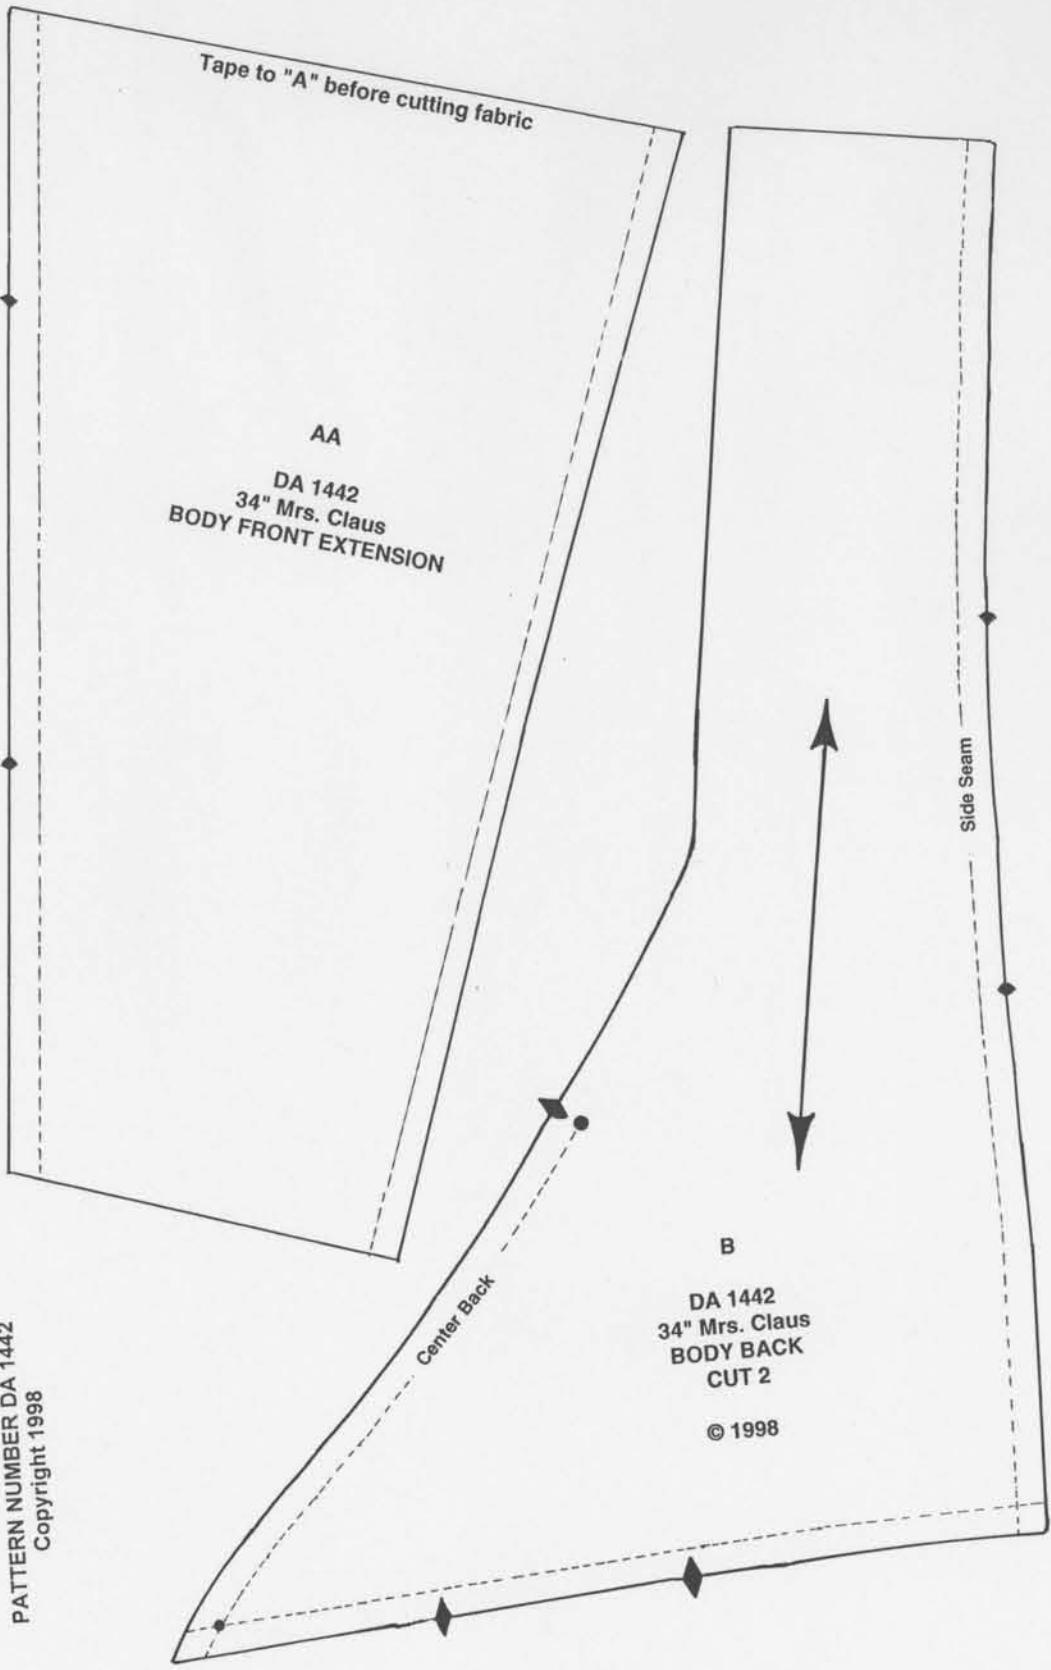 Tape to "A" before cutting fabric
AA
DA 1442
34" Mrs. Claus
BODY FRONT EXTENSION
Side Seam
Center Back
B
DA 1442
34" Mrs. Claus
BODY BACK
CUT 2
© 1998
PATTERN NUMBER DA 1442
Copyright 1998